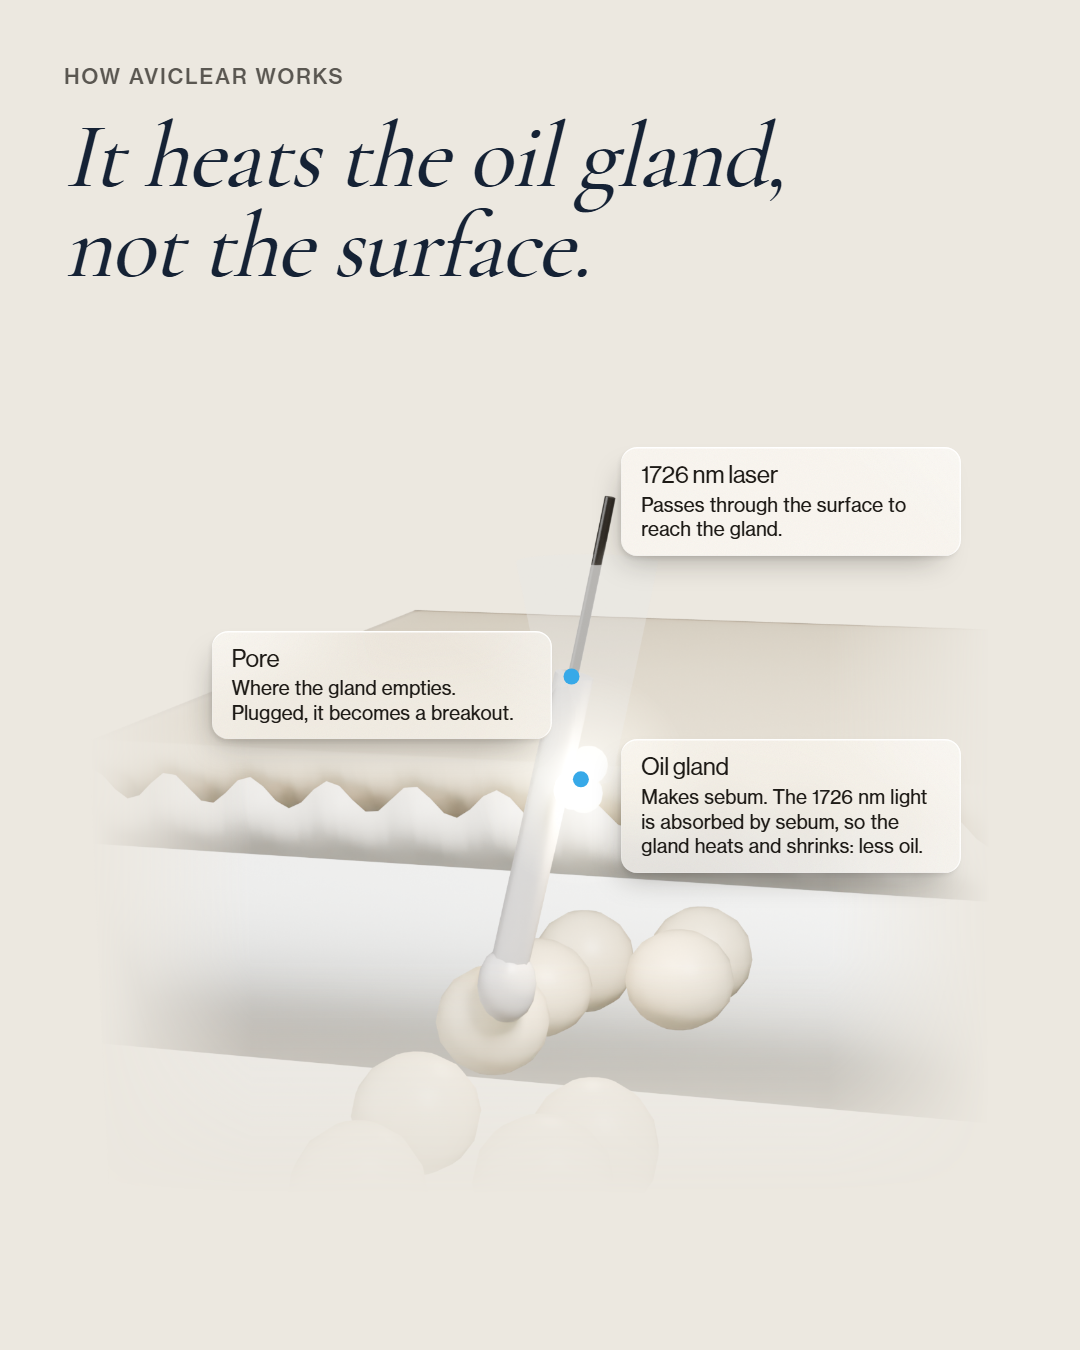 HOW AVICLEAR WORKS
It heats the oil gland,
not the surface.
1726 nm laser
Passes through the surface to
reach the gland.
Pore
Where the gland empties.
Plugged, it becomes a breakout.
Oil gland
Makes sebum. The 1726 nm light
is absorbed by sebum, so the
gland heats and shrinks: less oil.